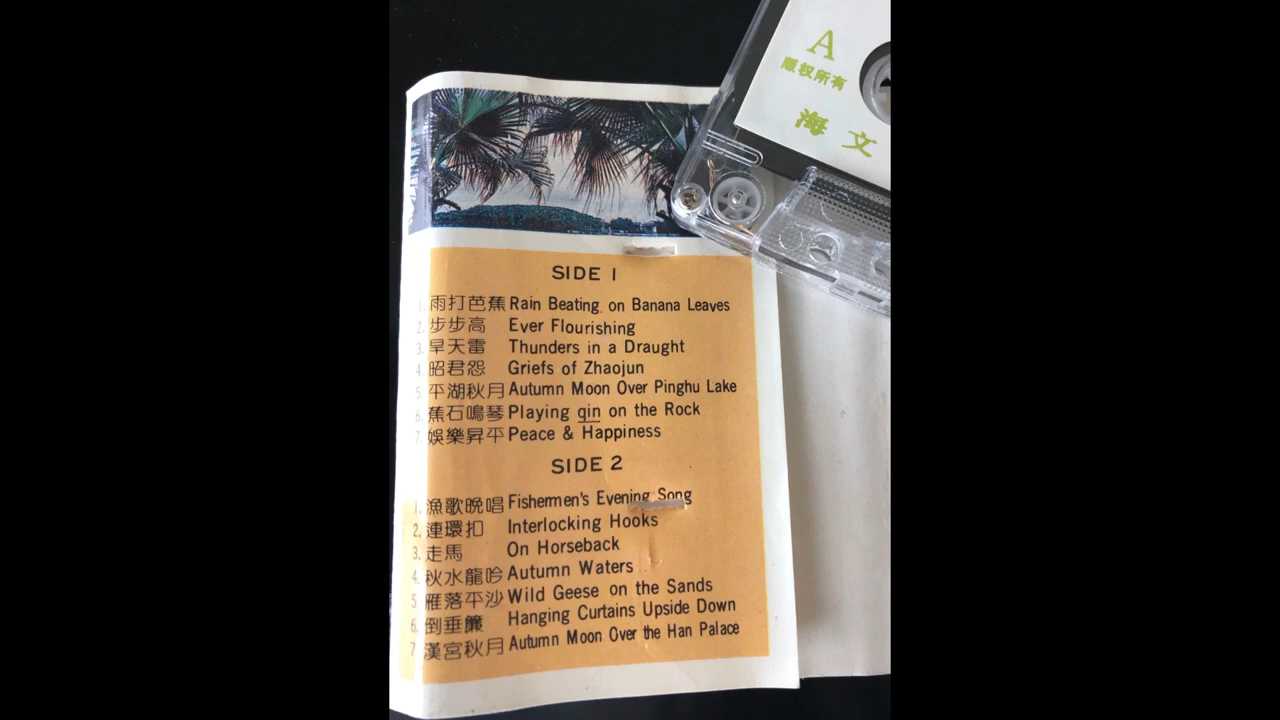 A
版权所有
海文
SIDE 1
1. 雨打芭蕉 Rain Beating on Banana Leaves
2. 步步高 Ever Flourishing
3. 旱天雷 Thunders in a Draught
4. 昭君怨 Griefs of Zhaojun
5. 平湖秋月 Autumn Moon Over Pinghu Lake
6. 蕉石鳴琴 Playing qin on the Rock
7. 娛樂昇平 Peace & Happiness
SIDE 2
1. 漁歌晚唱 Fishermen's Evening Song
2. 連環扣 Interlocking Hooks
3. 走馬 On Horseback
4. 秋水龍吟 Autumn Waters
5. 雁落平沙 Wild Geese on the Sands
6. 倒垂簾 Hanging Curtains Upside Down
7. 漢宮秋月 Autumn Moon Over the Han Palace